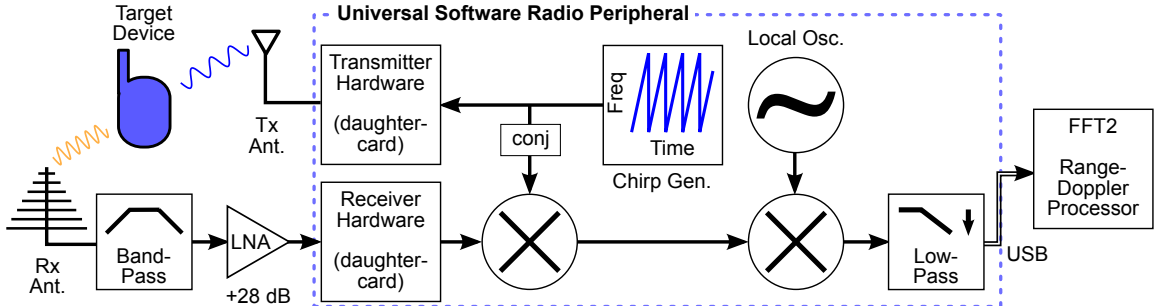 Universal Software Radio Peripheral
Target
Device
Tx
Ant.
Transmitter
Hardware
(daughter-
card)
conj
Freq
Time
Chirp Gen.
Local Osc.
FFT2
Range-
Doppler
Processor
Rx
Ant.
Band-
Pass
LNA
+28 dB
Receiver
Hardware
(daughter-
card)
Low-
Pass
USB